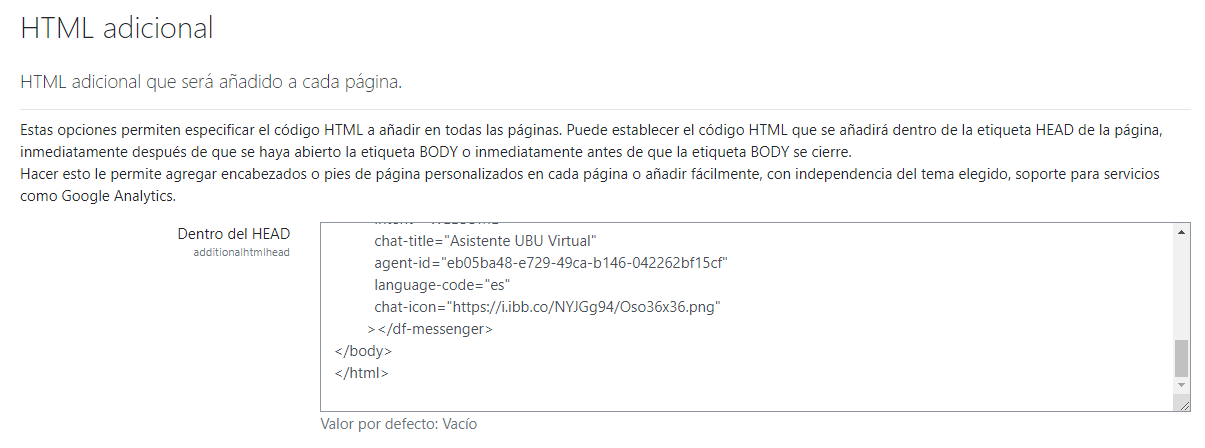 HTML adicional
HTML adicional que será añadido a cada página.
Estas opciones permiten especificar el código HTML a añadir en todas las páginas. Puede establecer el código HTML que se añadirá dentro de la etiqueta HEAD de la página,
inmediatamente después de que se haya abierto la etiqueta BODY o inmediatamente antes de que la etiqueta BODY se cierre.
Hacer esto le permite agregar encabezados o pies de página personalizados en cada página o añadir fácilmente, con independencia del tema elegido, soporte para servicios
como Google Analytics.
Dentro del HEAD
additionalhtmlhead
chat-title="Asistente UBU Virtual"
agent-id="eb05ba48-e729-49ca-b146-042262bf15cf"
language-code="es"
chat-icon="https://i.ibb.co/NYJGg94/Oso36x36.png"
></df-messenger>
</body>
</html>
Valor por defecto: Vacío